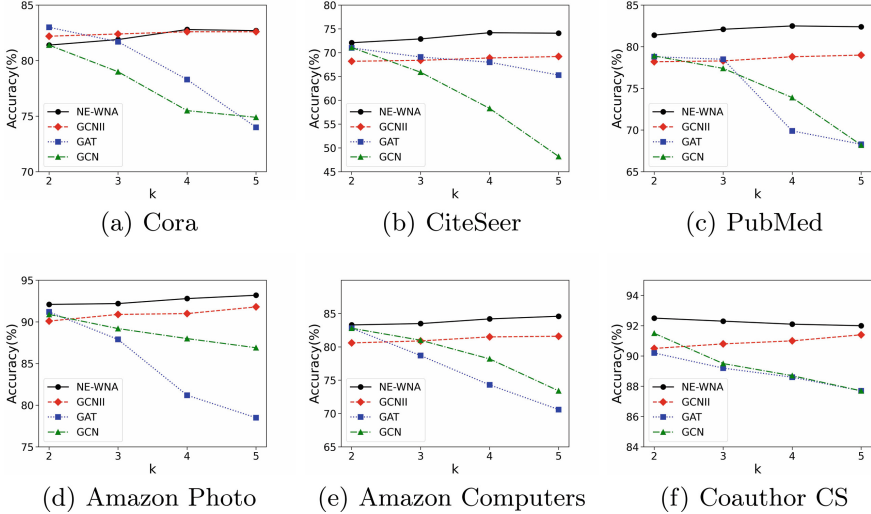 85
80
75
70
Accuracy(%)
NE-WNA
GCNII
GAT
GCN
2 3 4 5
k
(a) Cora
80
75
70
65
60
55
50
45
Accuracy(%)
NE-WNA
GCNII
GAT
GCN
2 3 4 5
k
(b) CiteSeer
85
80
75
70
65
Accuracy(%)
NE-WNA
GCNII
GAT
GCN
2 3 4 5
k
(c) PubMed
95
90
85
80
75
Accuracy(%)
NE-WNA
GCNII
GAT
GCN
2 3 4 5
k
(d) Amazon Photo
85
80
75
70
65
Accuracy(%)
NE-WNA
GCNII
GAT
GCN
2 3 4 5
k
(e) Amazon Computers
94
92
90
88
86
84
Accuracy(%)
NE-WNA
GCNII
GAT
GCN
2 3 4 5
k
(f) Coauthor CS